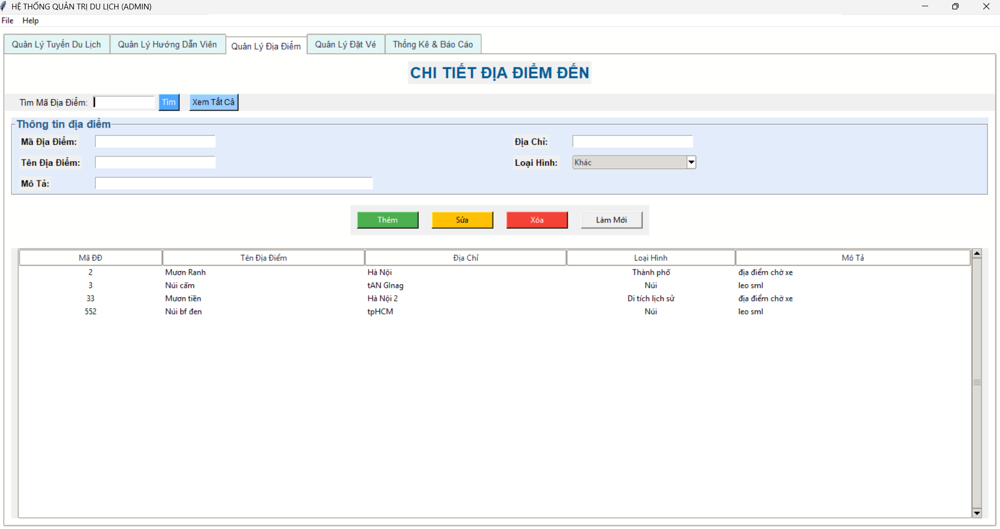 HỆ THỐNG QUẢN TRỊ DU LỊCH (ADMIN)
File Help
Quản Lý Tuyến Du Lịch Quản Lý Hướng Dẫn Viên Quản Lý Địa Điểm Quản Lý Đặt Vé Thống Kê & Báo Cáo
CHI TIẾT ĐỊA ĐIỂM ĐẾN
Tìm Mã Địa Điểm: Tìm Xem Tất Cả
Thông tin địa điểm
Mã Địa Điểm: Địa Chỉ:
Tên Địa Điểm: Loại Hình: Khác
Mô Tả:
Thêm Sửa Xóa Làm Mới
Mã ĐĐ Tên Địa Điểm Địa Chỉ Loại Hình Mô Tả
2 Mươn Ranh Hà Nội Thành phố địa điểm chờ xe
3 Núi cấm tAN GInag Núi leo sml
33 Mươn tiền Hà Nội 2 Di tích lịch sử địa điểm chờ xe
552 Núi bf đen tpHCM Núi leo sml